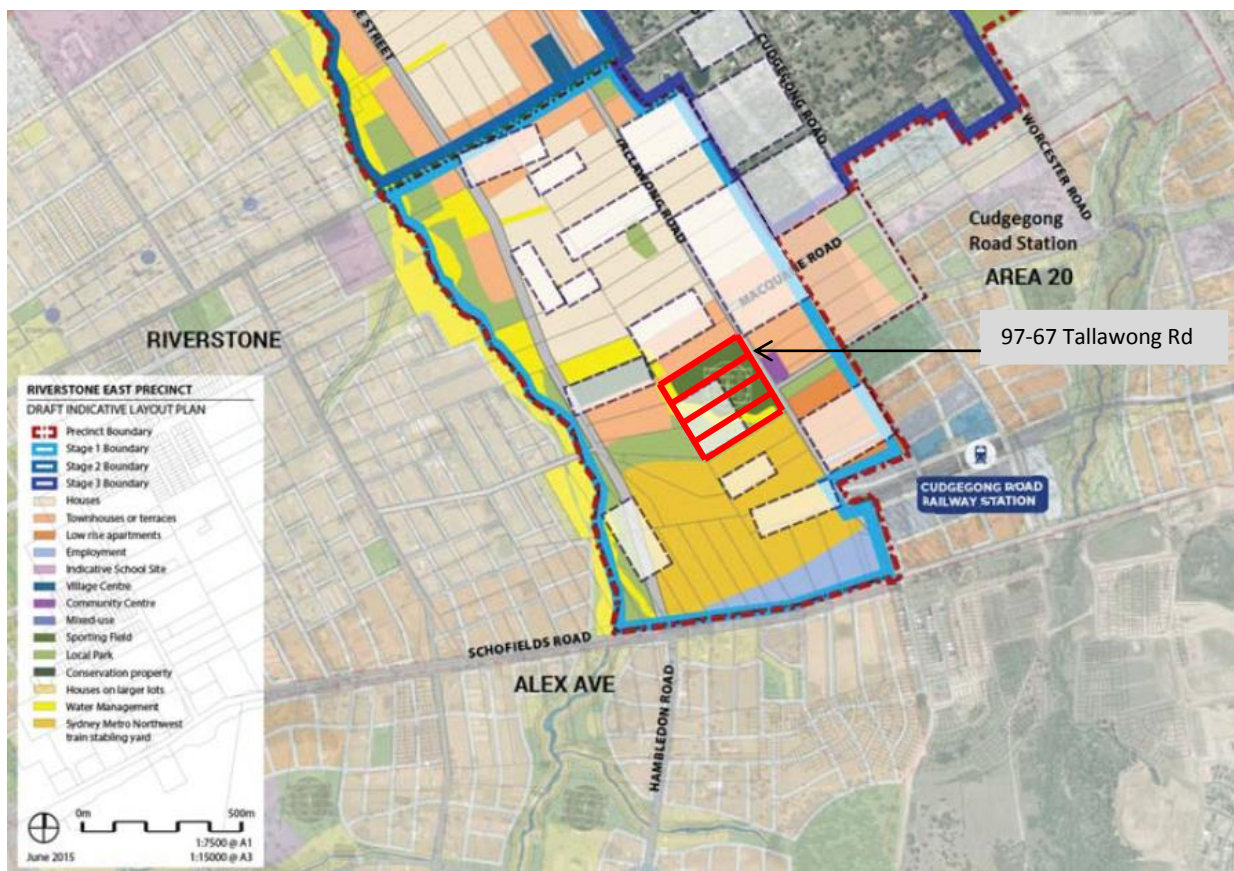 E STREET
CUDGEGONG ROAD
WORCESTER ROAD
TALLAWONG ROAD
Cudgegong
Road Station
AREA 20
MACQUARIE ROAD
97-67 Tallawong Rd
RIVERSTONE
RIVERSTONE EAST PRECINCT
DRAFT INDICATIVE LAYOUT PLAN
Precinct Boundary
Stage 1 Boundary
Stage 2 Boundary
Stage 3 Boundary
Houses
Townhouses or terraces
Low rise apartments
Employment
Indicative School Site
Village Centre
Community Centre
Mixed-use
Sporting Field
Local Park
Conservation property
Houses on larger lots
Water Management
Sydney Metro Northwest
train stabling yard
0m 500m
1:7500 @ A1
June 2015 1:15000 @ A3
CUDGEGONG ROAD
RAILWAY STATION
SCHOFIELDS ROAD
ALEX AVE
HAMBLEDON ROAD